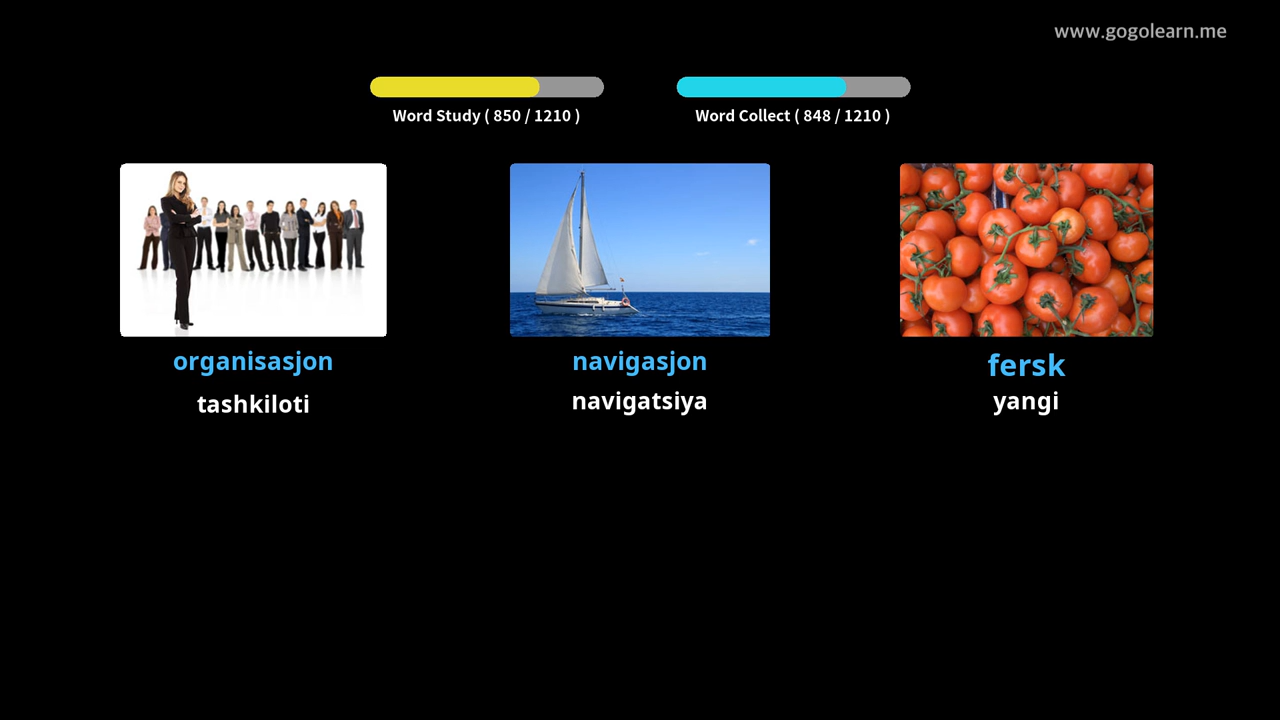 www.gogolearn.me
Word Study ( 850 / 1210 )
Word Collect ( 848 / 1210 )
organisasjon
navigasjon
fersk
tashkiloti
navigatsiya
yangi